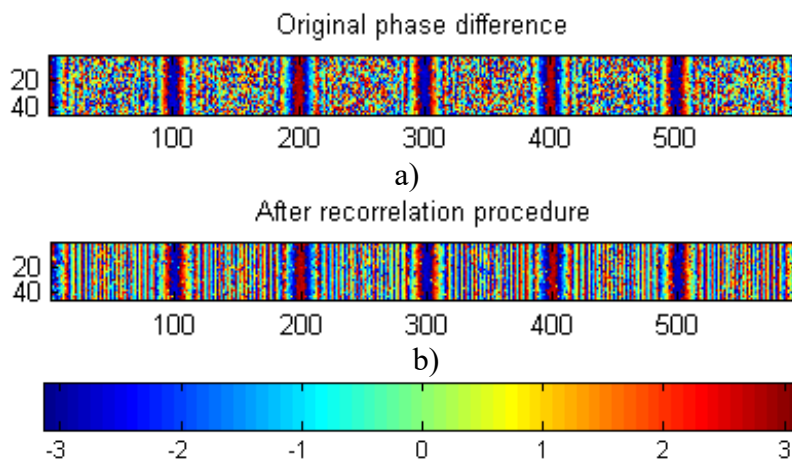 Original phase difference
20
40
100 200 300 400 500
a)
After recorrelation procedure
20
40
100 200 300 400 500
b)
-3 -2 -1 0 1 2 3